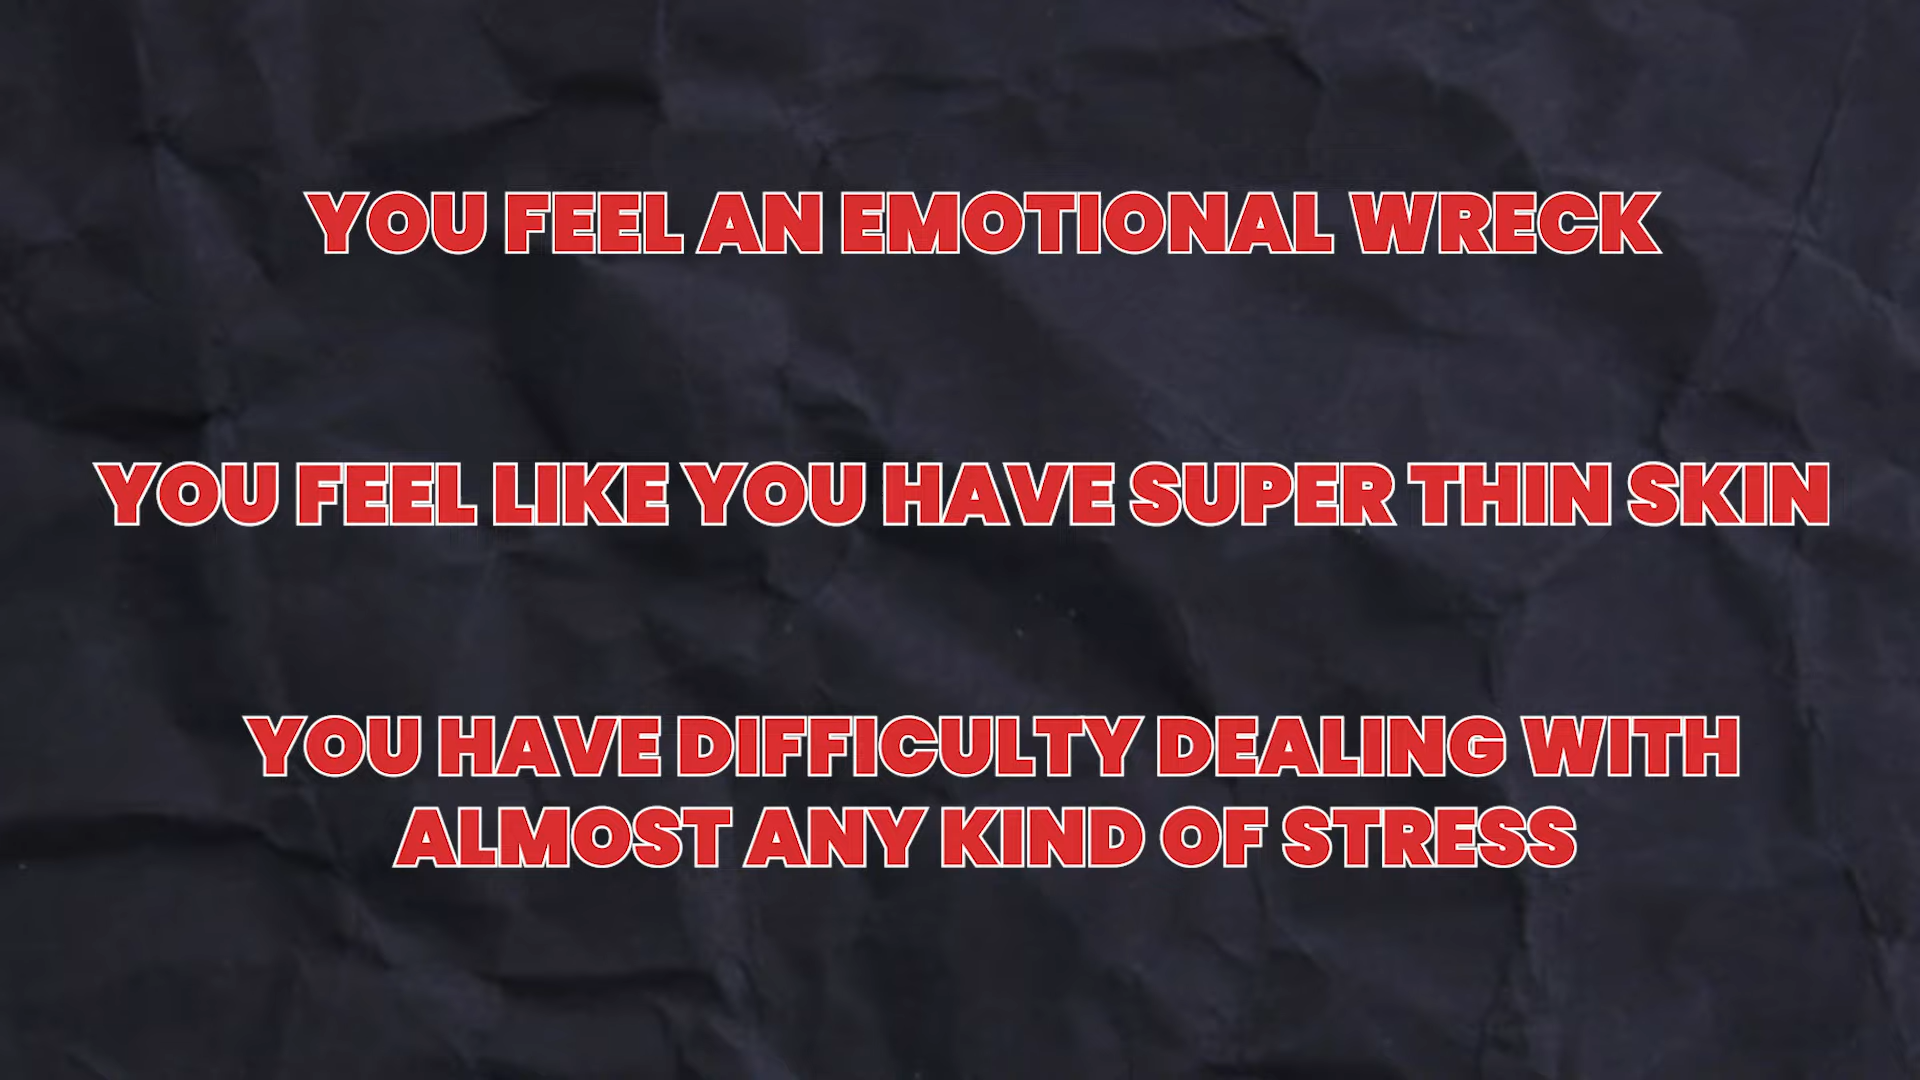 YOU FEEL AN EMOTIONAL WRECK
YOU FEEL LIKE YOU HAVE SUPER THIN SKIN
YOU HAVE DIFFICULTY DEALING WITH
ALMOST ANY KIND OF STRESS